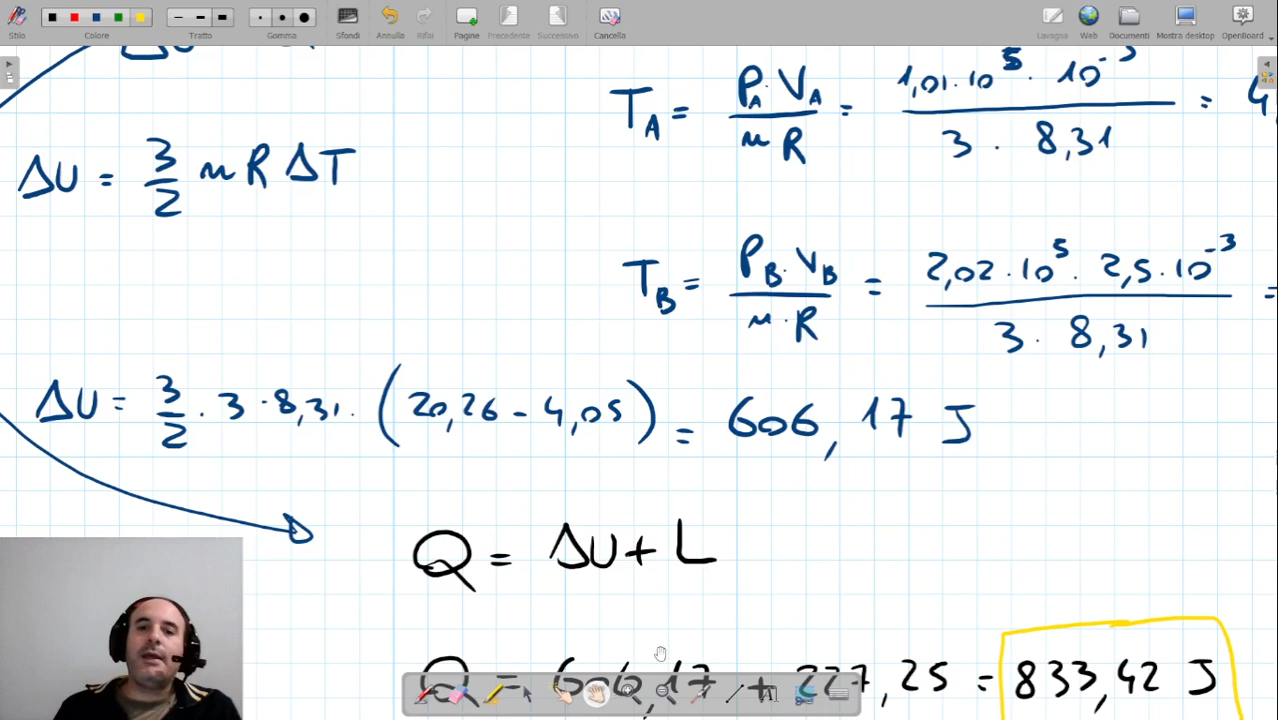 Stilo Colore Tratto Gomma Sfondi Annulla Rifai Pagine Precedente Successivo Cancella Lavagna Web Documenti Mostra desktop OpenBoard
T_A = P_A · V_A / n R = 1,01 · 10^5 · 10^-3 / 3 · 8,31 = 4,
ΔU = 3/2 n R ΔT
T_B = P_B · V_B / n · R = 2,02 · 10^5 · 2,5 · 10^-3 / 3 · 8,31 =
ΔU = 3/2 · 3 · 8,31 · (20,26 - 4,05) = 606,17 J
Q = ΔU + L
Q = 606,17 + 227,25 = 833,42 J